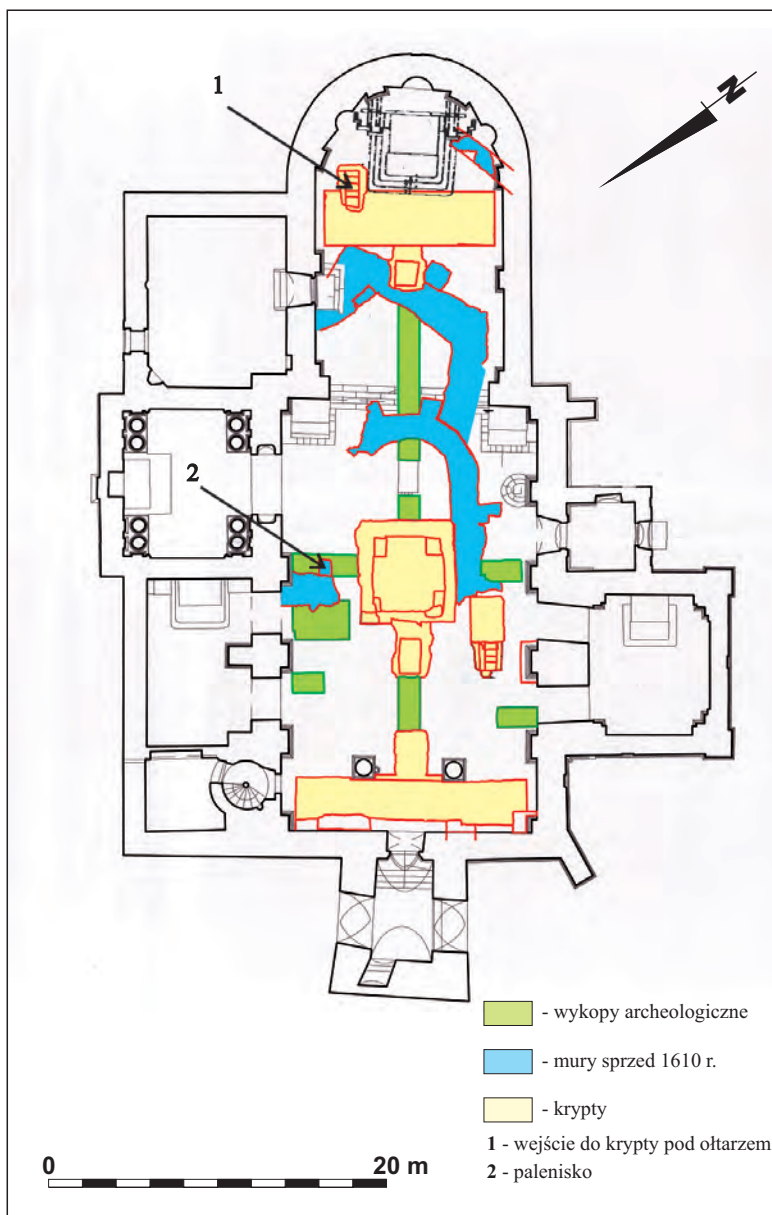 1
N
2
- wykopy archeologiczne
- mury sprzed 1610 r.
- krypty
1 - wejście do krypty pod ołtarzem
2 - palenisko
0 20 m